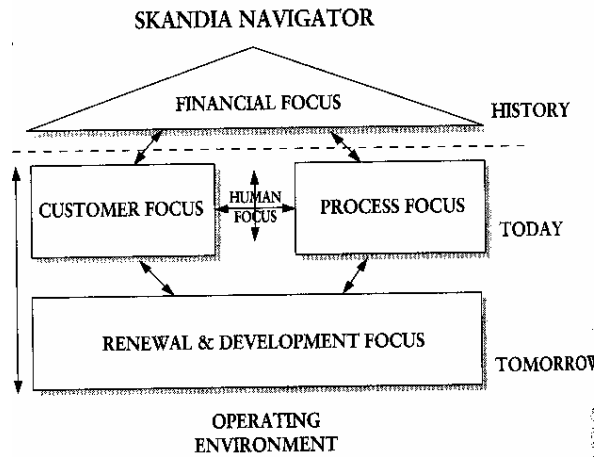 SKANDIA NAVIGATOR
FINANCIAL FOCUS
HISTORY
CUSTOMER FOCUS
HUMAN
FOCUS
PROCESS FOCUS
TODAY
RENEWAL & DEVELOPMENT FOCUS
TOMORROW
OPERATING
ENVIRONMENT